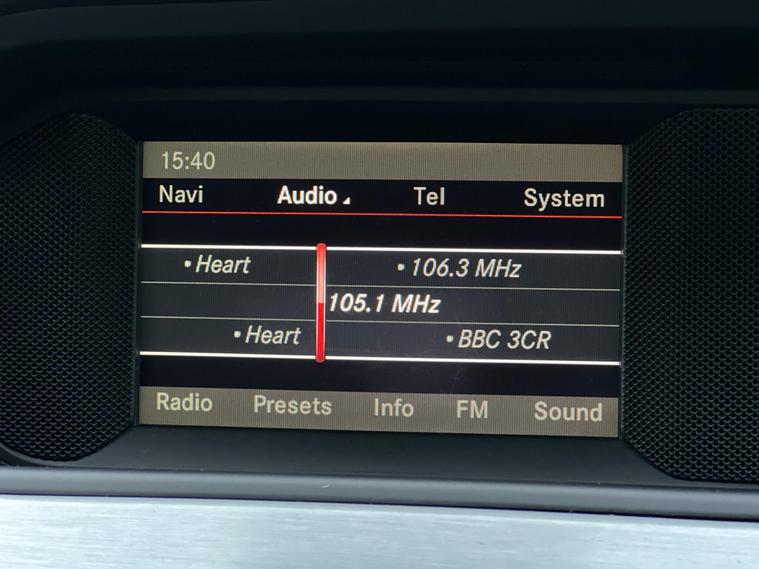 15:40
Navi Audio Tel System
• Heart • 106.3 MHz
105.1 MHz
• Heart • BBC 3CR
Radio Presets Info FM Sound